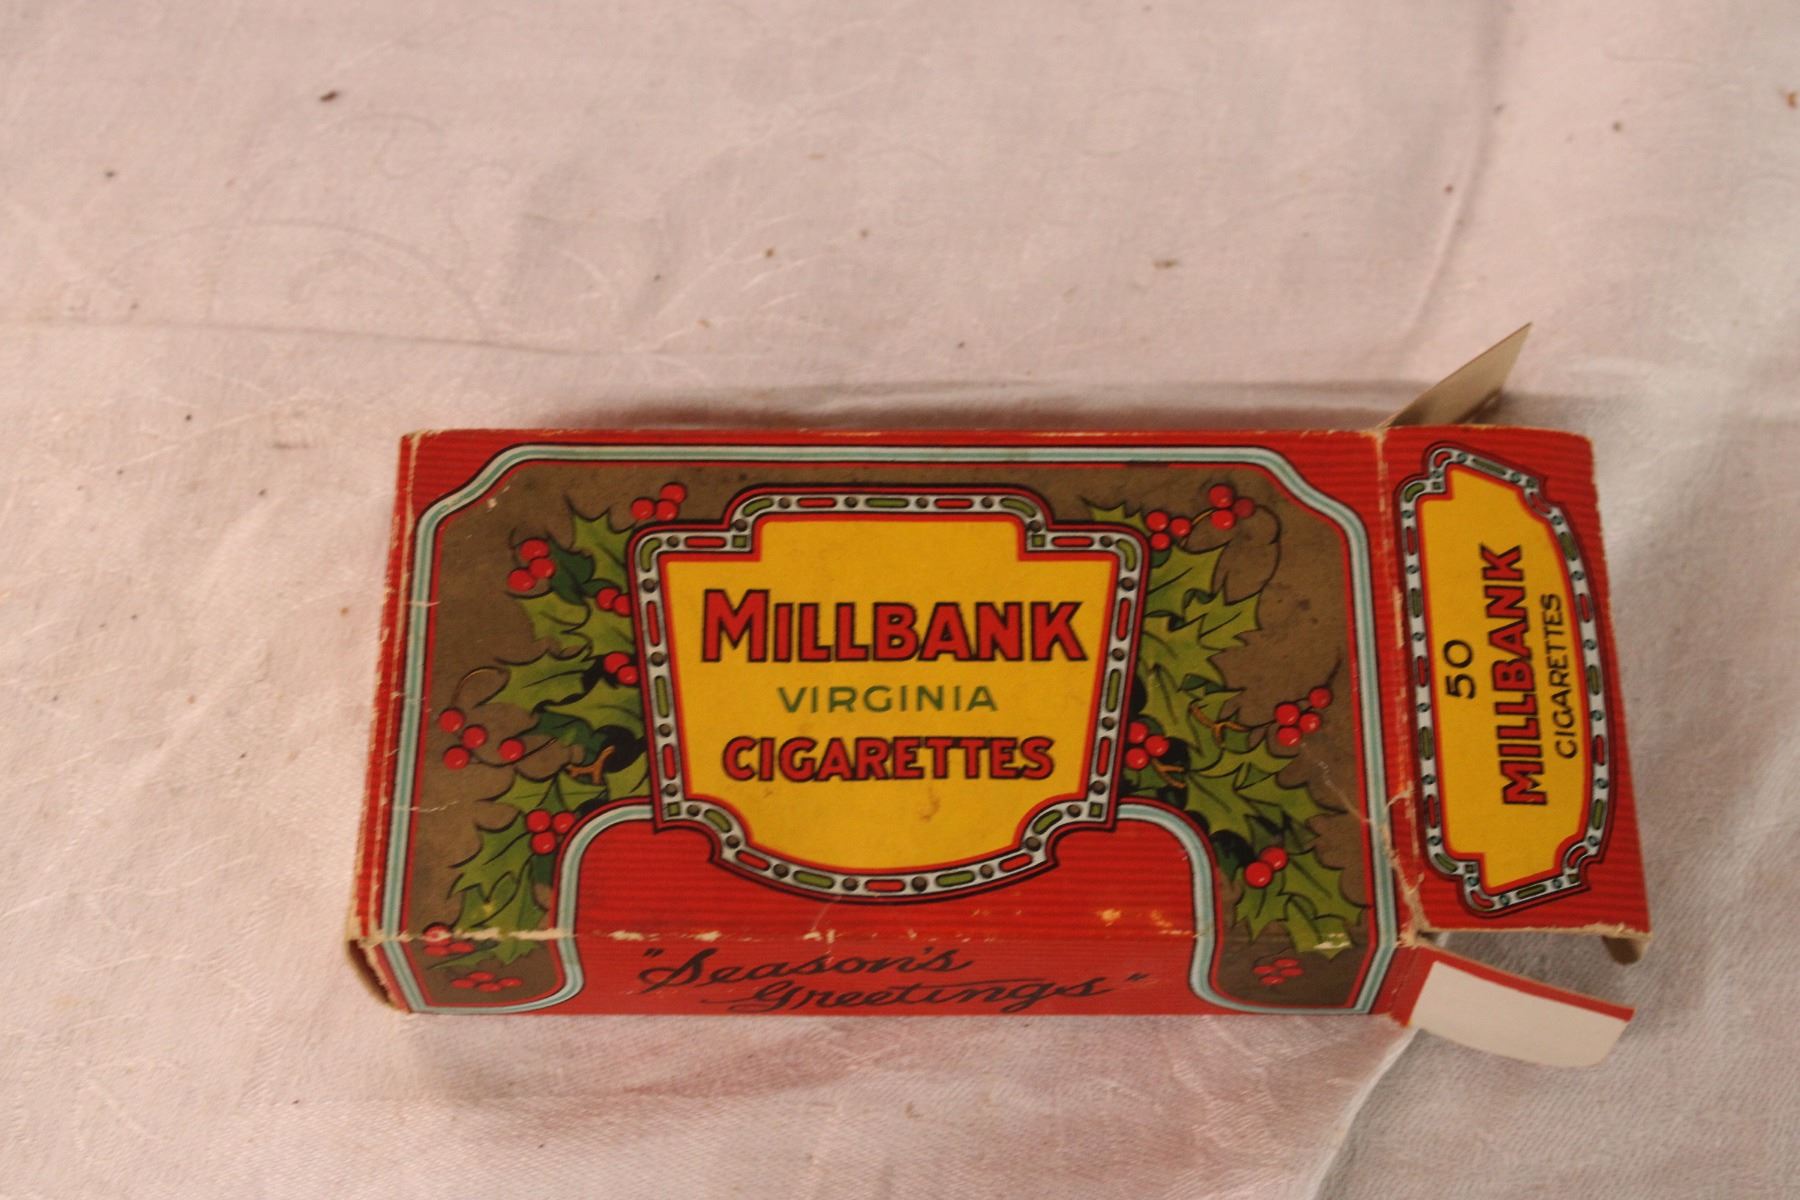 MILLBANK
VIRGINIA
CIGARETTES
"Season's
Greetings"
50
MILLBANK
CIGARETTES